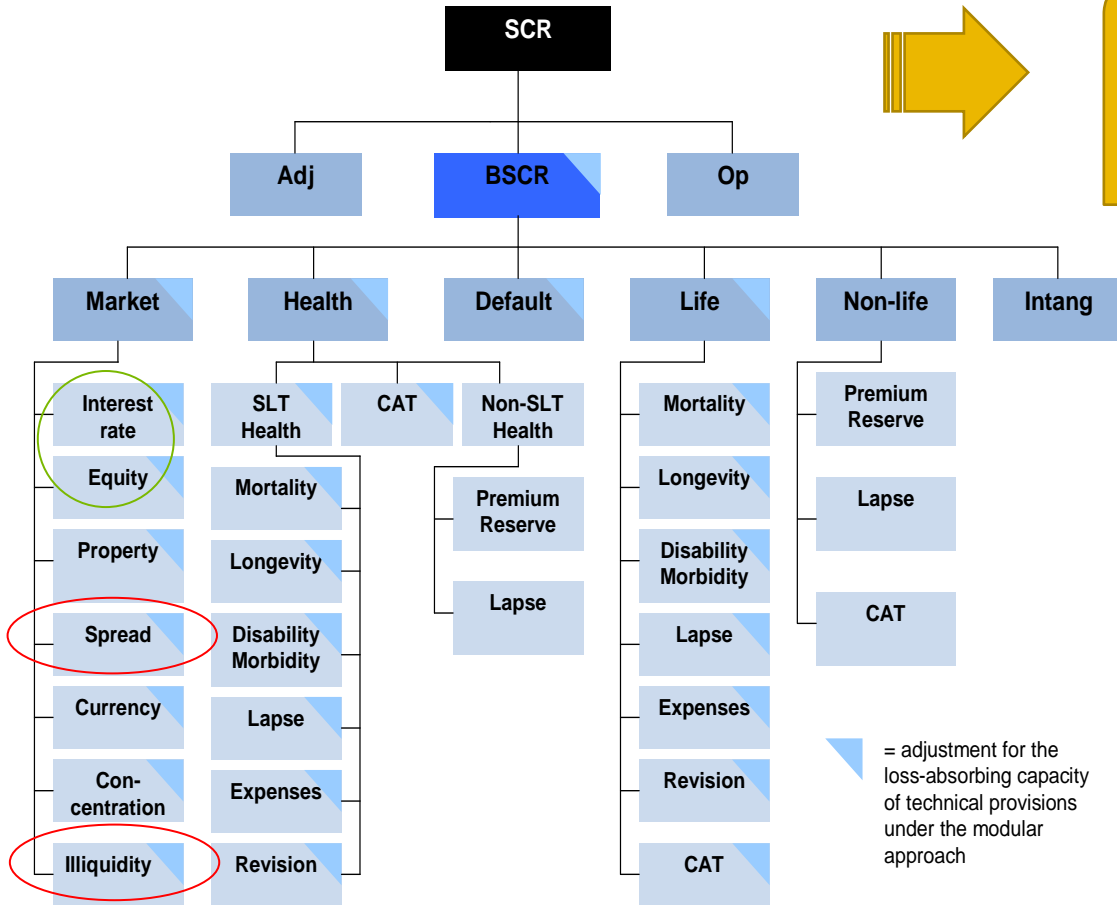 SCR
Adj
BSCR
Op
Market
Health
Default
Life
Non-life
Intang
Interest
rate
Equity
Property
Spread
Currency
Con-
centration
Illiquidity
SLT
Health
CAT
Non-SLT
Health
Mortality
Longevity
Disability
Morbidity
Lapse
Expenses
Revision
Premium
Reserve
Lapse
Mortality
Longevity
Disability
Morbidity
Lapse
Expenses
Revision
CAT
Premium
Reserve
Lapse
CAT
= adjustment for the
loss-absorbing capacity
of technical provisions
under the modular
approach